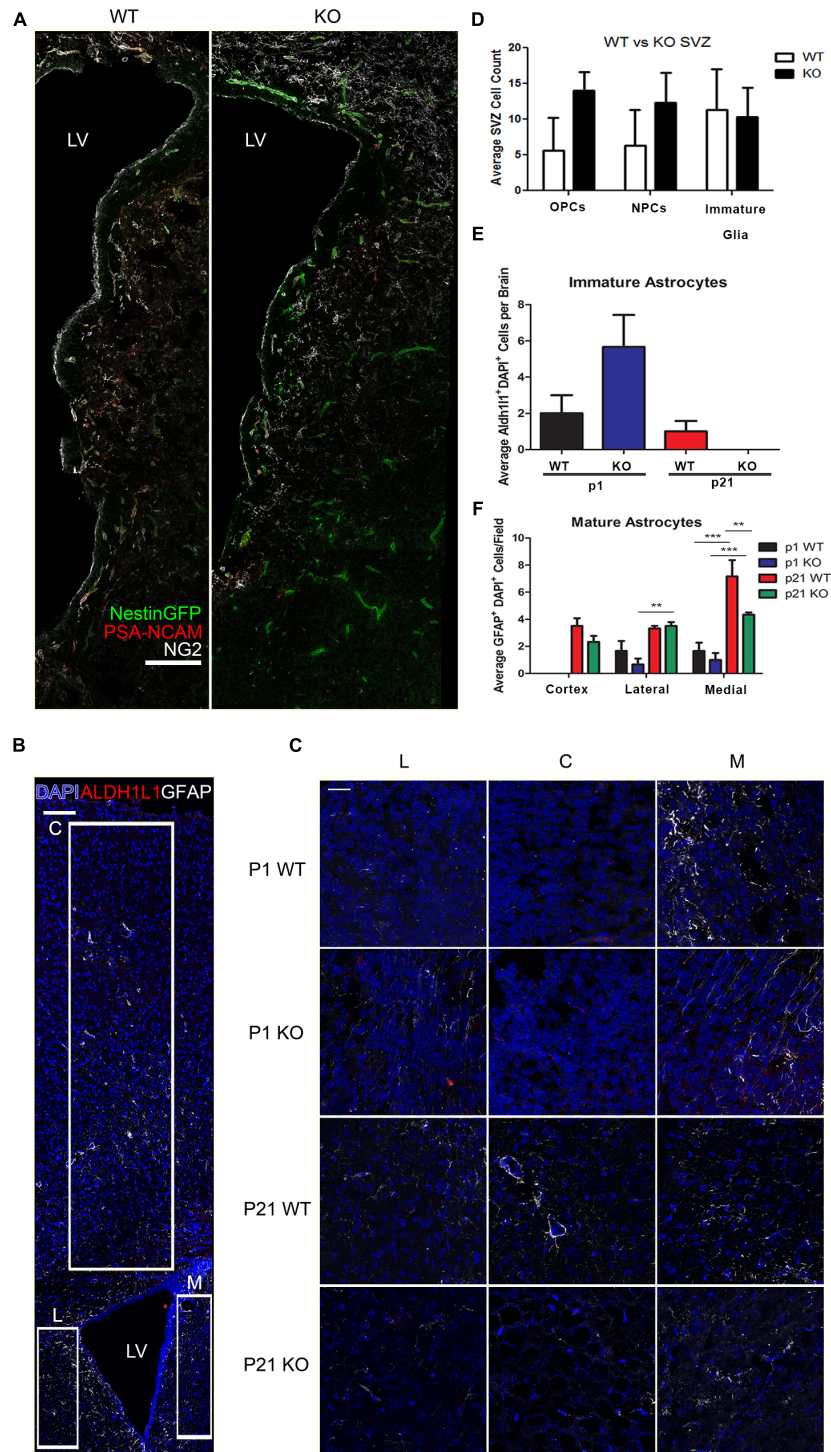 A
WT
KO
LV
LV
NestinGFP
PSA-NCAM
NG2
D
WT vs KO SVZ
Average SVZ Cell Count
20
15
10
5
0
OPCs
NPCs
Immature
Glia
WT
KO
E
Immature Astrocytes
Average Aldh1l1+DAPI+ Cells per Brain
8
6
4
2
0
WT
KO
WT
KO
p1
p21
F
Mature Astrocytes
Average GFAP+ DAPI+ Cells/Field
10
8
6
4
2
0
**
***
**
***
Cortex
Lateral
Medial
p1 WT
p1 KO
p21 WT
p21 KO
B
DAPI ALDH1L1 GFAP
C
L
M
LV
C
L
C
M
P1 WT
P1 KO
P21 WT
P21 KO